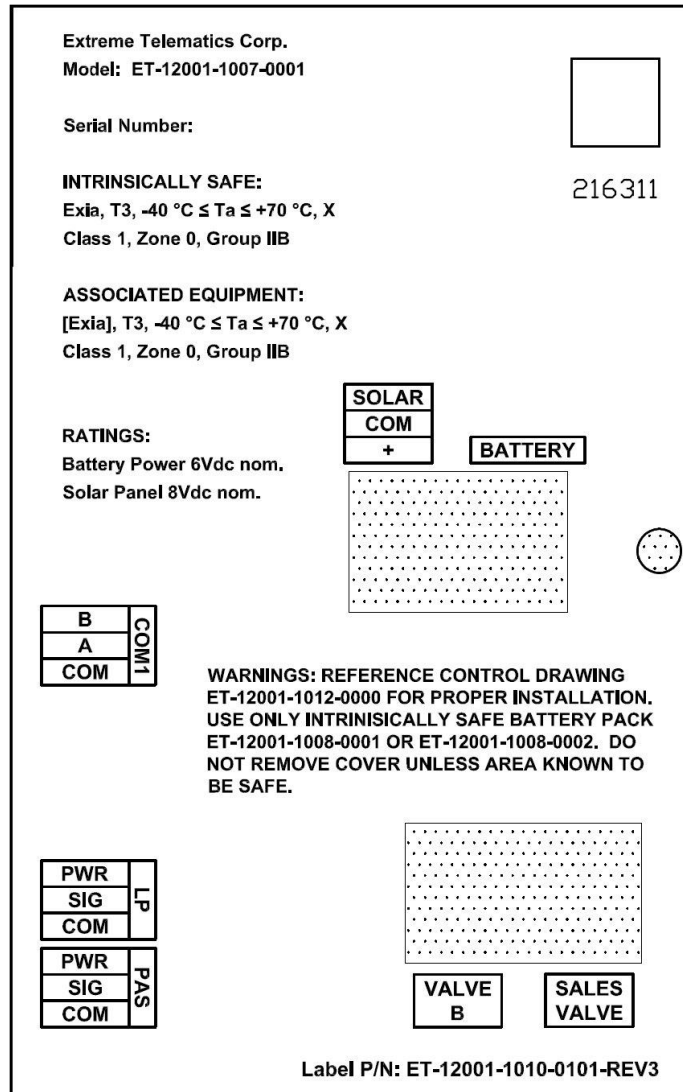 Extreme Telematics Corp.
Model: ET-12001-1007-0001
Serial Number:
216311
INTRINSICALLY SAFE:
Exia, T3, -40 °C ≤ Ta ≤ +70 °C, X
Class 1, Zone 0, Group IIB
ASSOCIATED EQUIPMENT:
[Exia], T3, -40 °C ≤ Ta ≤ +70 °C, X
Class 1, Zone 0, Group IIB
SOLAR
COM
+
BATTERY
RATINGS:
Battery Power 6Vdc nom.
Solar Panel 8Vdc nom.
B
A
COM
COM1
WARNINGS: REFERENCE CONTROL DRAWING
ET-12001-1012-0000 FOR PROPER INSTALLATION.
USE ONLY INTRINISICALLY SAFE BATTERY PACK
ET-12001-1008-0001 OR ET-12001-1008-0002. DO
NOT REMOVE COVER UNLESS AREA KNOWN TO
BE SAFE.
PWR
SIG
COM
LP
PWR
SIG
COM
PAS
VALVE
B
SALES
VALVE
Label P/N: ET-12001-1010-0101-REV3